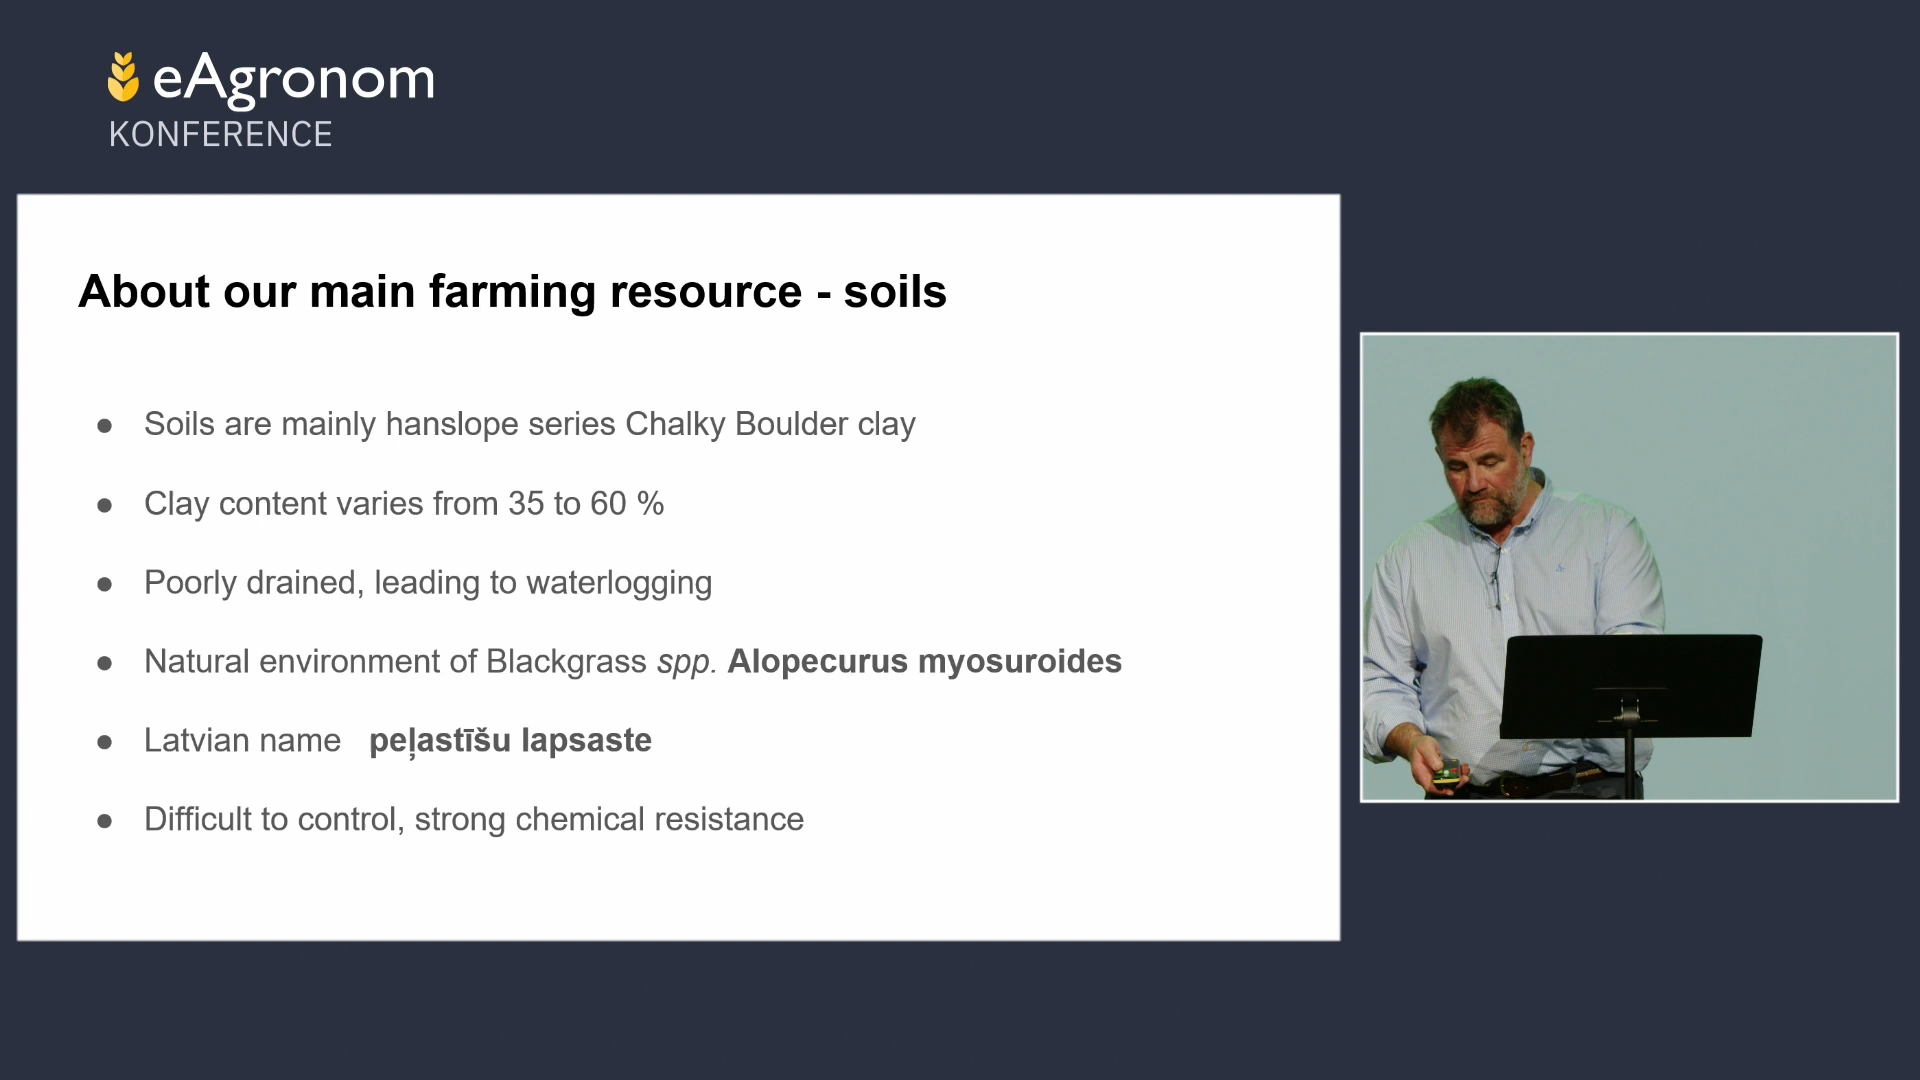 eAgronom
KONFERENCE
About our main farming resource - soils
● Soils are mainly hanslope series Chalky Boulder clay
● Clay content varies from 35 to 60 %
● Poorly drained, leading to waterlogging
● Natural environment of Blackgrass spp. Alopecurus myosuroides
● Latvian name peļastīšu lapsaste
● Difficult to control, strong chemical resistance